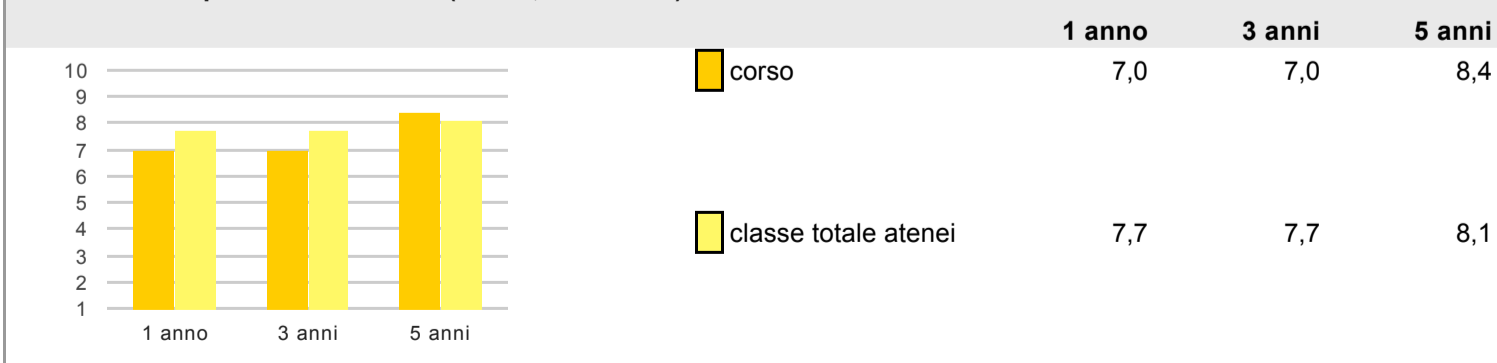 1 anno 3 anni 5 anni
corso 7,0 7,0 8,4
classe totale atenei 7,7 7,7 8,1
10
9
8
7
6
5
4
3
2
1
1 anno 3 anni 5 anni